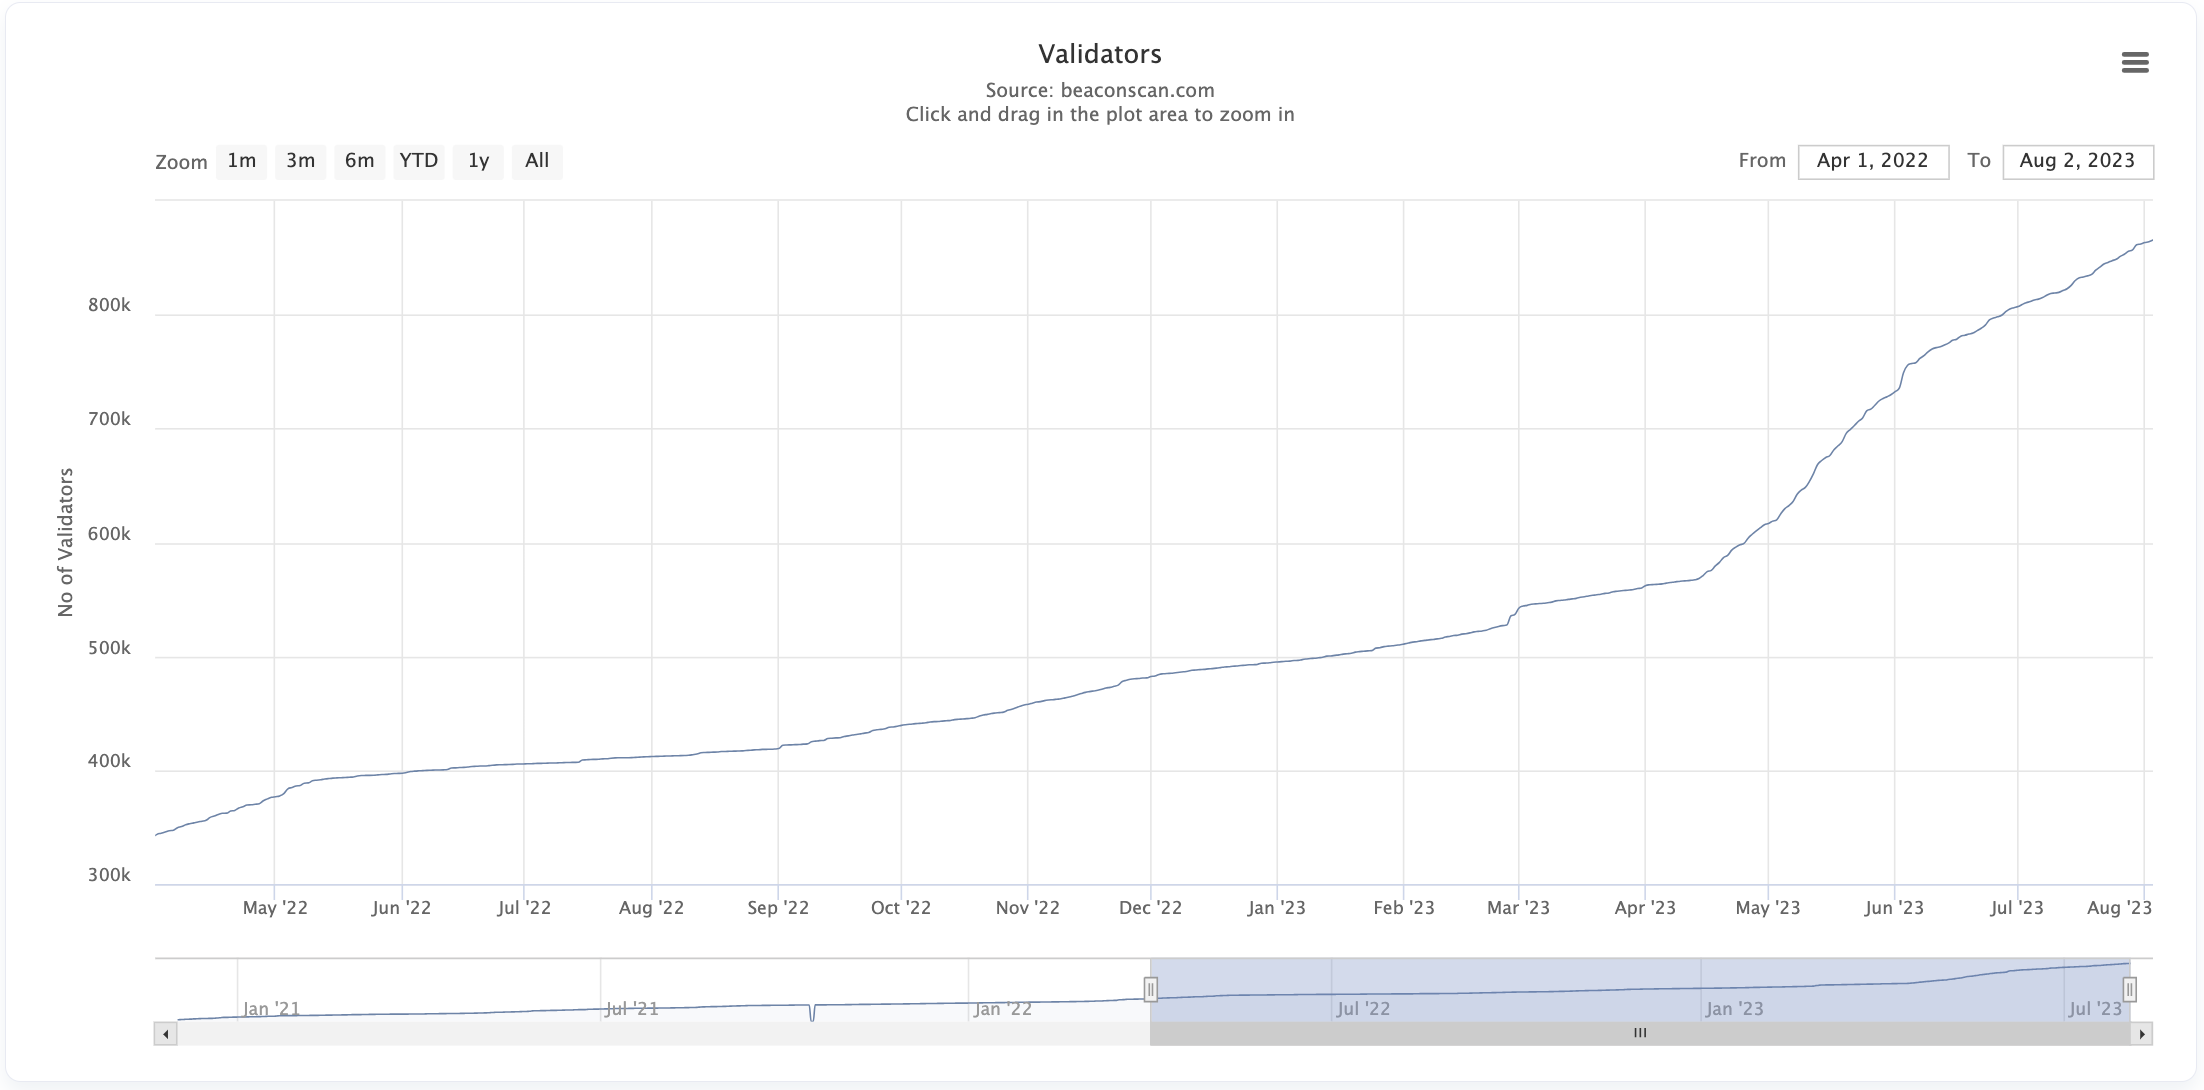 Validators
Source: beaconscan.com
Click and drag in the plot area to zoom in
Zoom 1m 3m 6m YTD 1y All
From Apr 1, 2022 To Aug 2, 2023
No of Validators
800k
700k
600k
500k
400k
300k
May '22 Jun '22 Jul '22 Aug '22 Sep '22 Oct '22 Nov '22 Dec '22 Jan '23 Feb '23 Mar '23 Apr '23 May '23 Jun '23 Jul '23 Aug '23
Jan '21 Jul '21 Jan '22 Jul '22 Jan '23 Jul '23